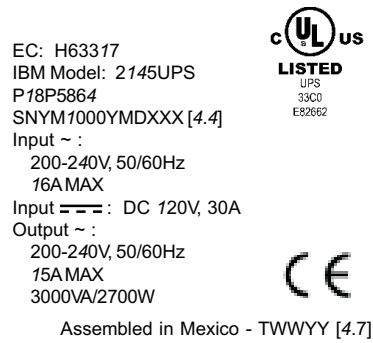 EC: H63317
IBM Model: 2145UPS
P18P5864
SNYM1000YMDXXX [4.4]
Input ~ :
200-240V, 50/60Hz
16A MAX
Input ⎓ : DC 120V, 30A
Output ~ :
200-240V, 50/60Hz
15A MAX
3000VA/2700W
Assembled in Mexico - TWWYY [4.7]
c UL us
LISTED
UPS
33C0
E82662
CE